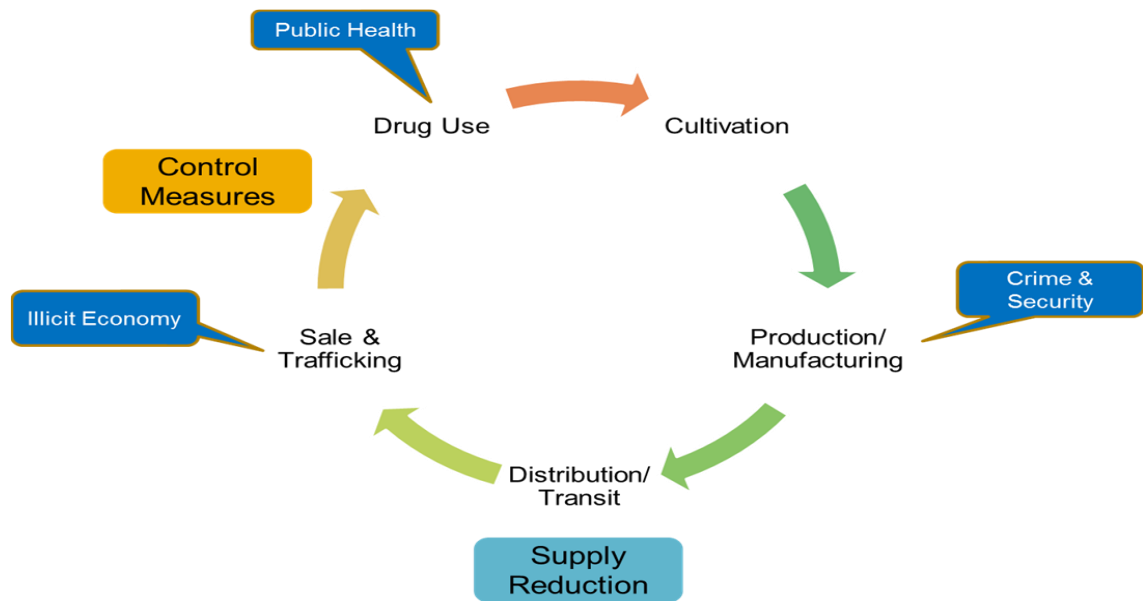 Public Health
Drug Use
Cultivation
Control
Measures
Crime &
Security
Illicit Economy
Sale &
Trafficking
Production/
Manufacturing
Distribution/
Transit
Supply
Reduction